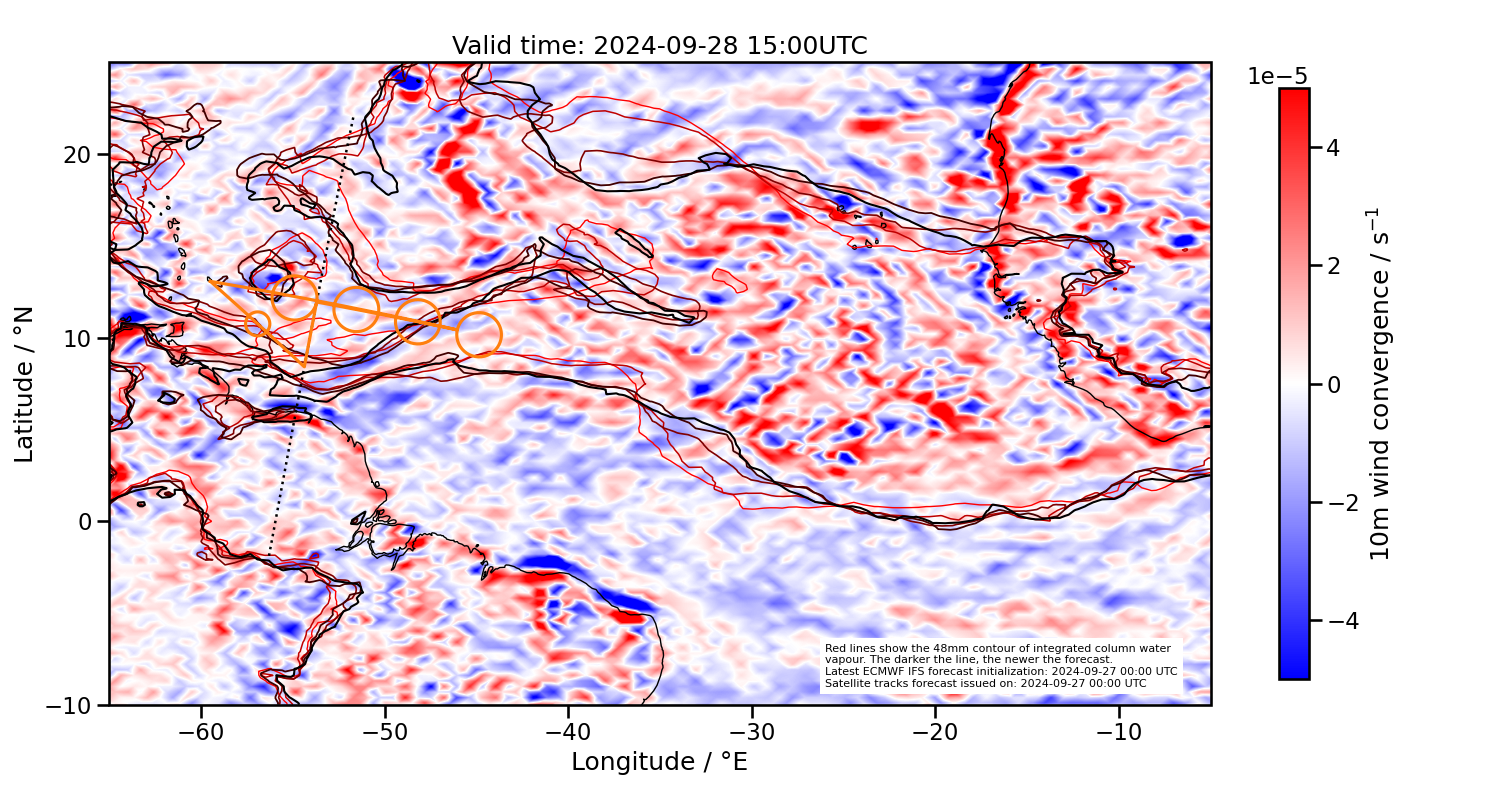 Valid time: 2024-09-28 15:00UTC
1e−5
20
10
0
−10
−60
−50
−40
−30
−20
−10
Latitude / °N
Longitude / °E
4
2
0
−2
−4
10m wind convergence / s⁻¹
Red lines show the 48mm contour of integrated column water
vapour. The darker the line, the newer the forecast.
Latest ECMWF IFS forecast initialization: 2024-09-27 00:00 UTC
Satellite tracks forecast issued on: 2024-09-27 00:00 UTC